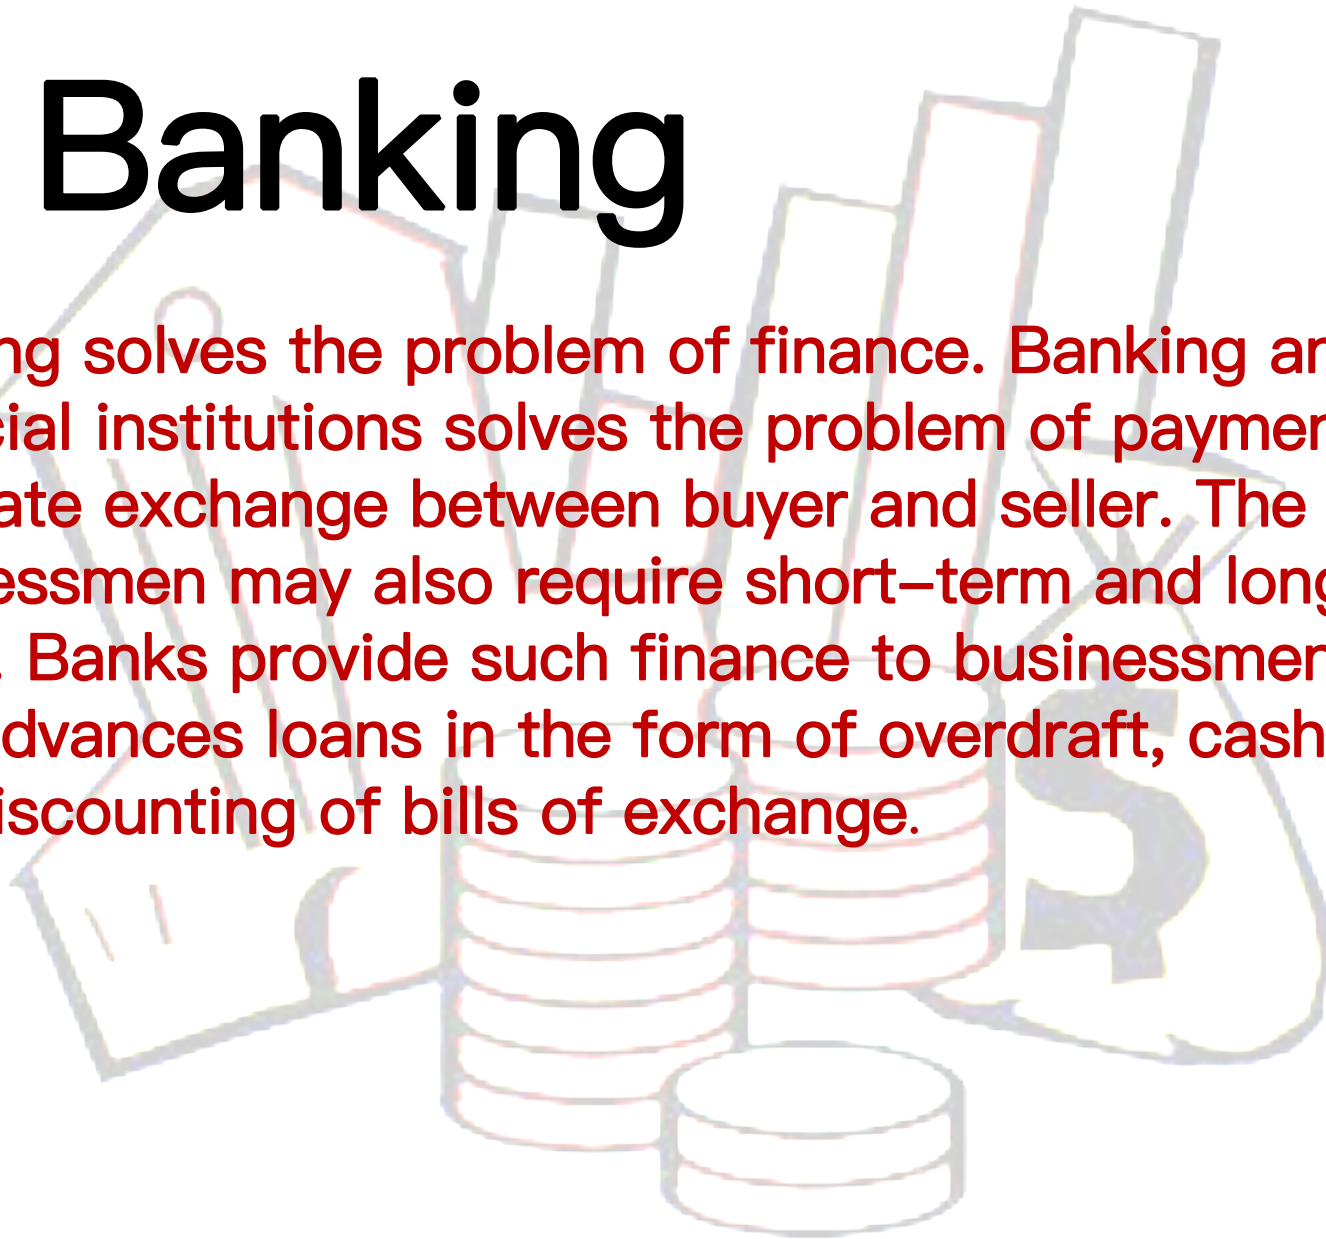 Banking
ng solves the problem of finance. Banking an
cial institutions solves the problem of paymen
ate exchange between buyer and seller. The
essmen may also require short–term and long
. Banks provide such finance to businessmen
dvances loans in the form of overdraft, cash
iscounting of bills of exchange.